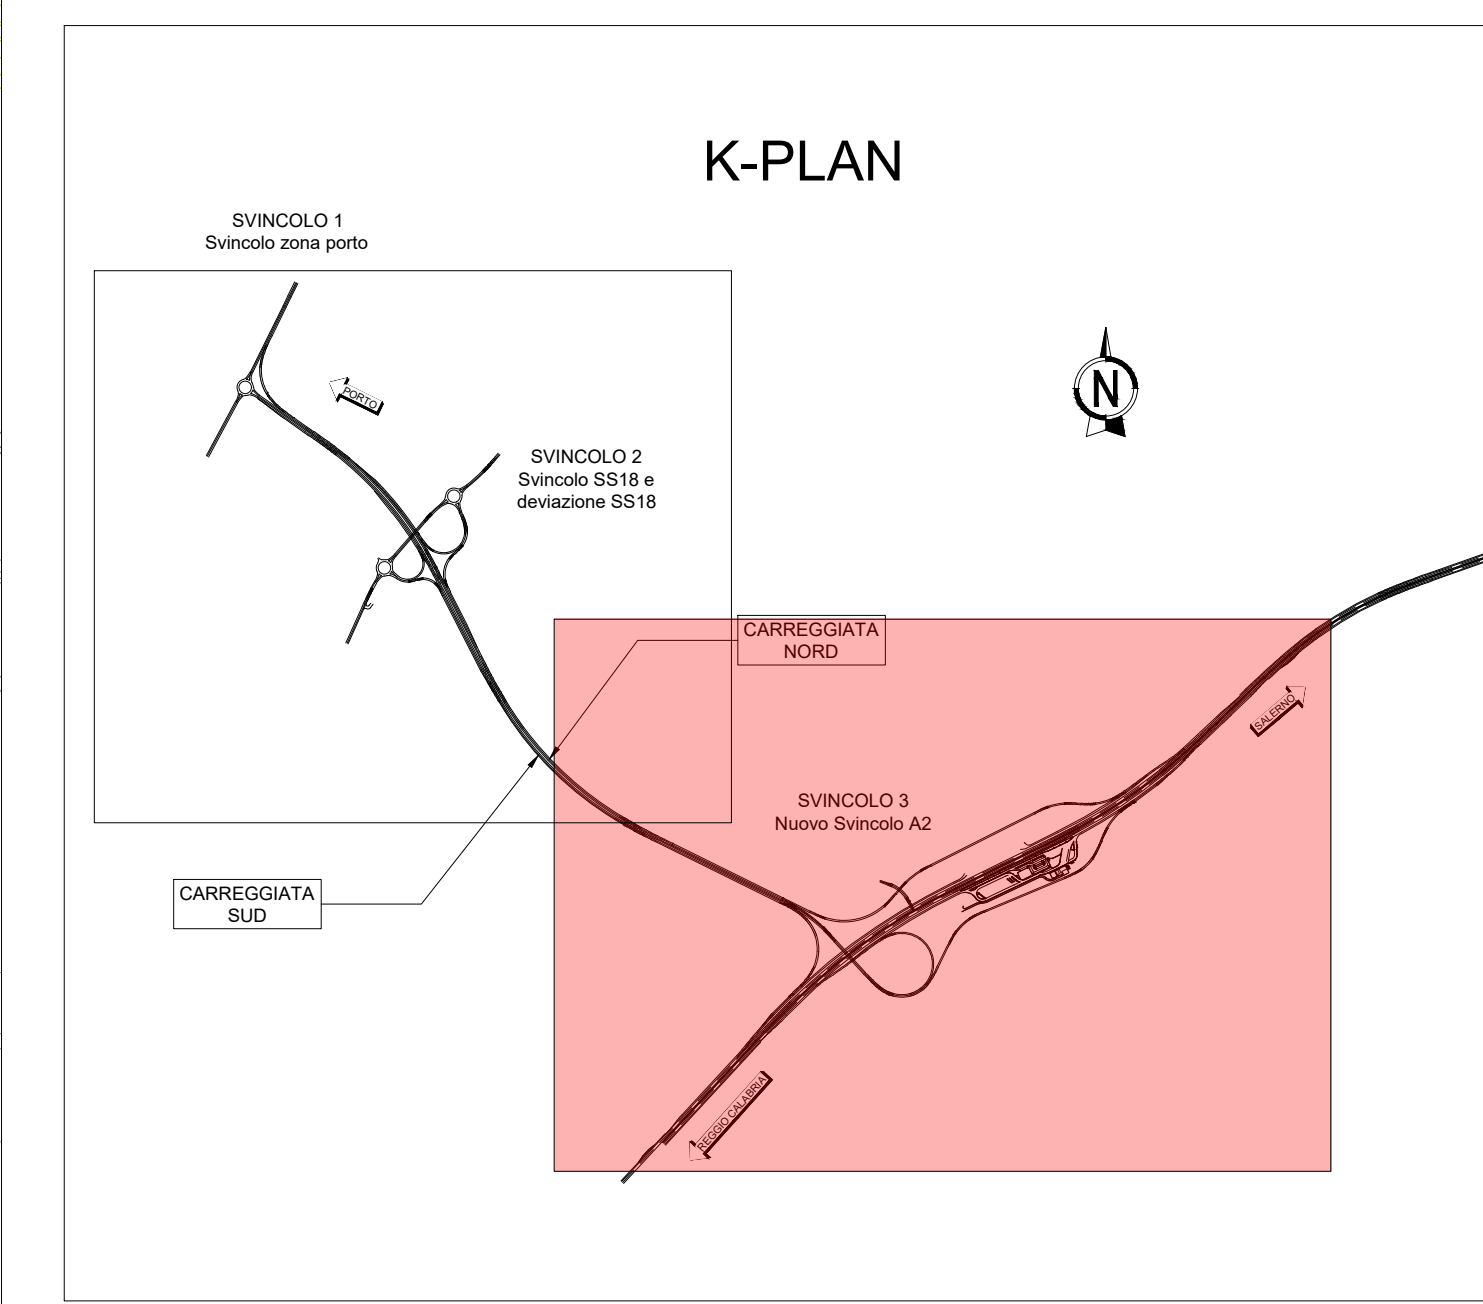 K-PLAN
SVINCOLO 1
Svincolo zona porto
PORTO
N
SVINCOLO 2
Svincolo SS18 e
deviazione SS18
CARREGGIATA
NORD
SALERNO
SVINCOLO 3
Nuovo Svincolo A2
CARREGGIATA
SUD
REGGIO CALABRIA